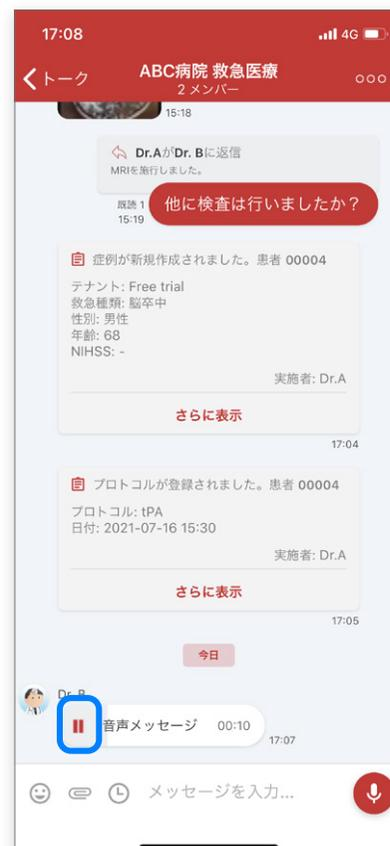 17:08
4G
トーク
ABC病院 救急医療
2 メンバー
15:18
Dr.AがDr. Bに返信
MRIを施行しました。
既読 1
15:19
他に検査は行いましたか？
症例が新規作成されました。患者 00004
テナント: Free trial
救急種類: 脳卒中
性別: 男性
年齢: 68
NIHSS: -
実施者: Dr.A
さらに表示
17:04
プロトコルが登録されました。患者 00004
プロトコル: tPA
日付: 2021-07-16 15:30
実施者: Dr.A
さらに表示
17:05
今日
Dr. B
音声メッセージ 00:10
17:07
メッセージを入力...